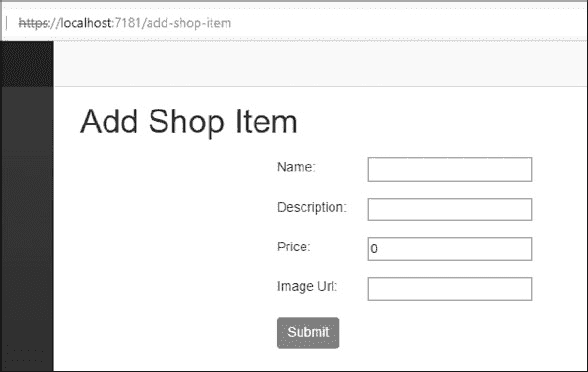 https://localhost:7181/add-shop-item
Add Shop Item
Name:
Description:
Price: 0
Image Url:
Submit